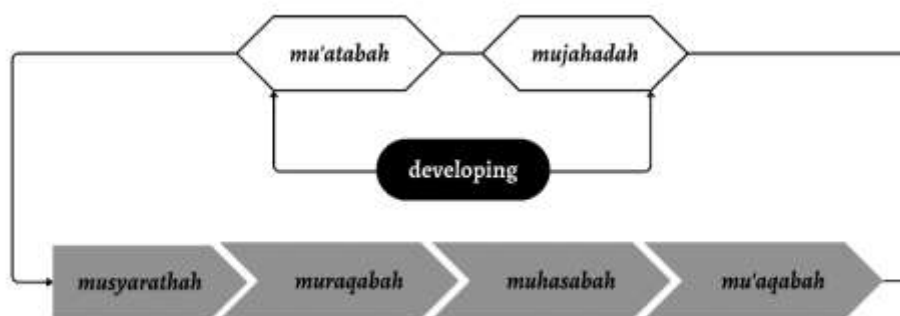 mu'atabah
mujahadah
developing
musyarathah
muraqabah
muhasabah
mu'aqabah